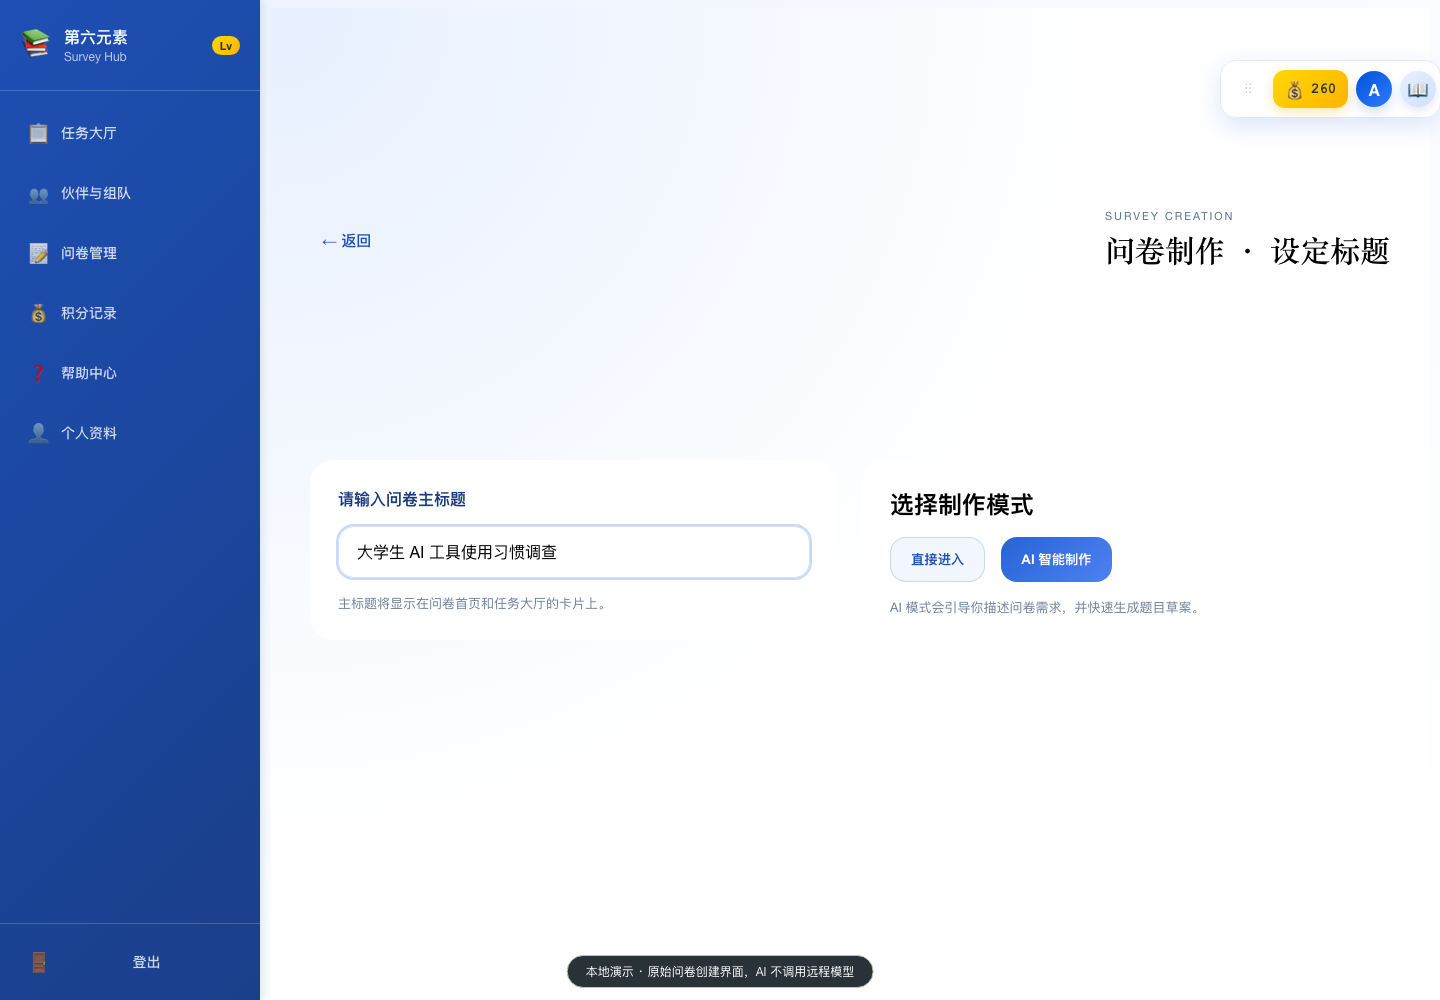 第六元素
Survey Hub
Lv
任务大厅
伙伴与组队
问卷管理
积分记录
帮助中心
个人资料
登出
260
A
← 返回
SURVEY CREATION
问卷制作 · 设定标题
请输入问卷主标题
大学生 AI 工具使用习惯调查
主标题将显示在问卷首页和任务大厅的卡片上。
选择制作模式
直接进入
AI 智能制作
AI 模式会引导你描述问卷需求，并快速生成题目草案。
本地演示 · 原始问卷创建界面，AI 不调用远程模型